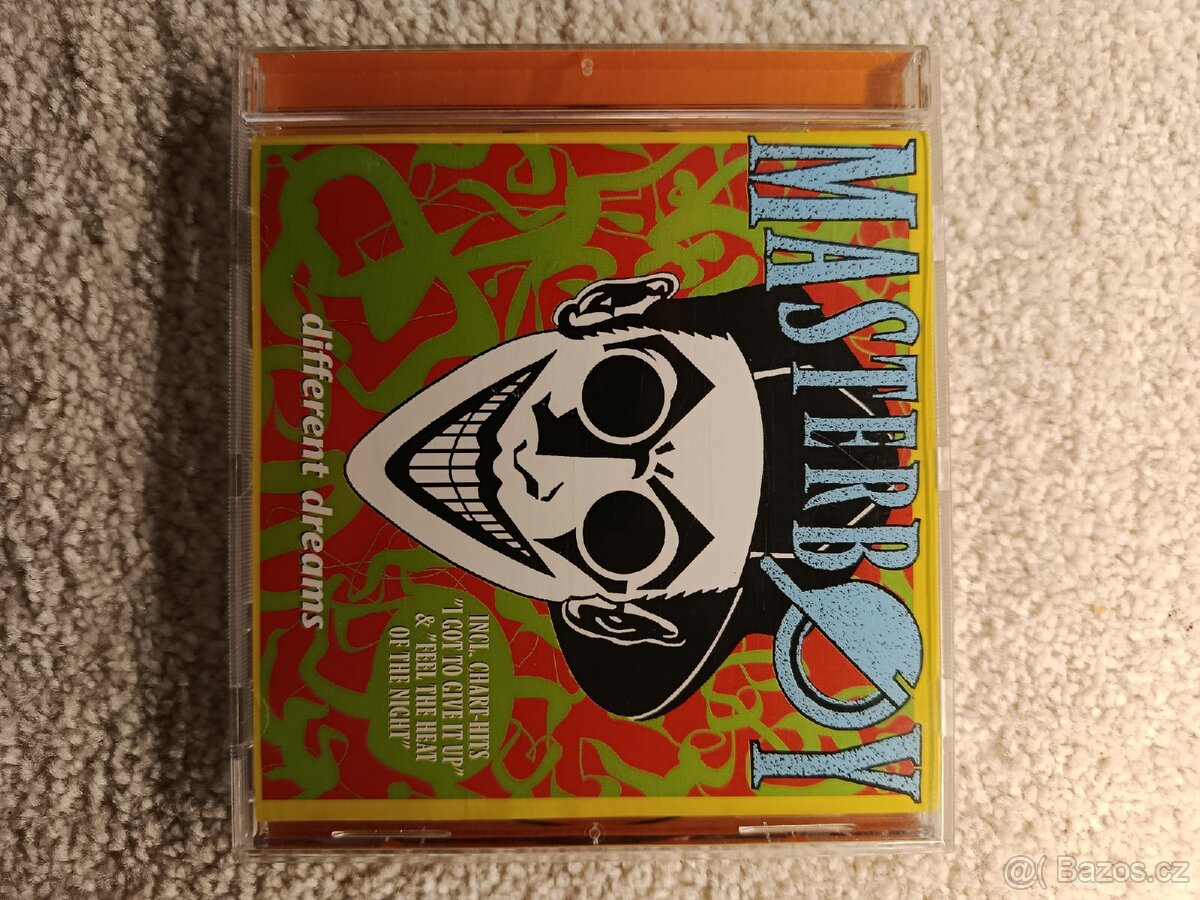 MASTERBOY
different dreams
INCL. CHART-HITS
"I GOT TO GIVE IT UP"
& "FEEL THE HEAT
OF THE NIGHT"
@( Bazos.cz